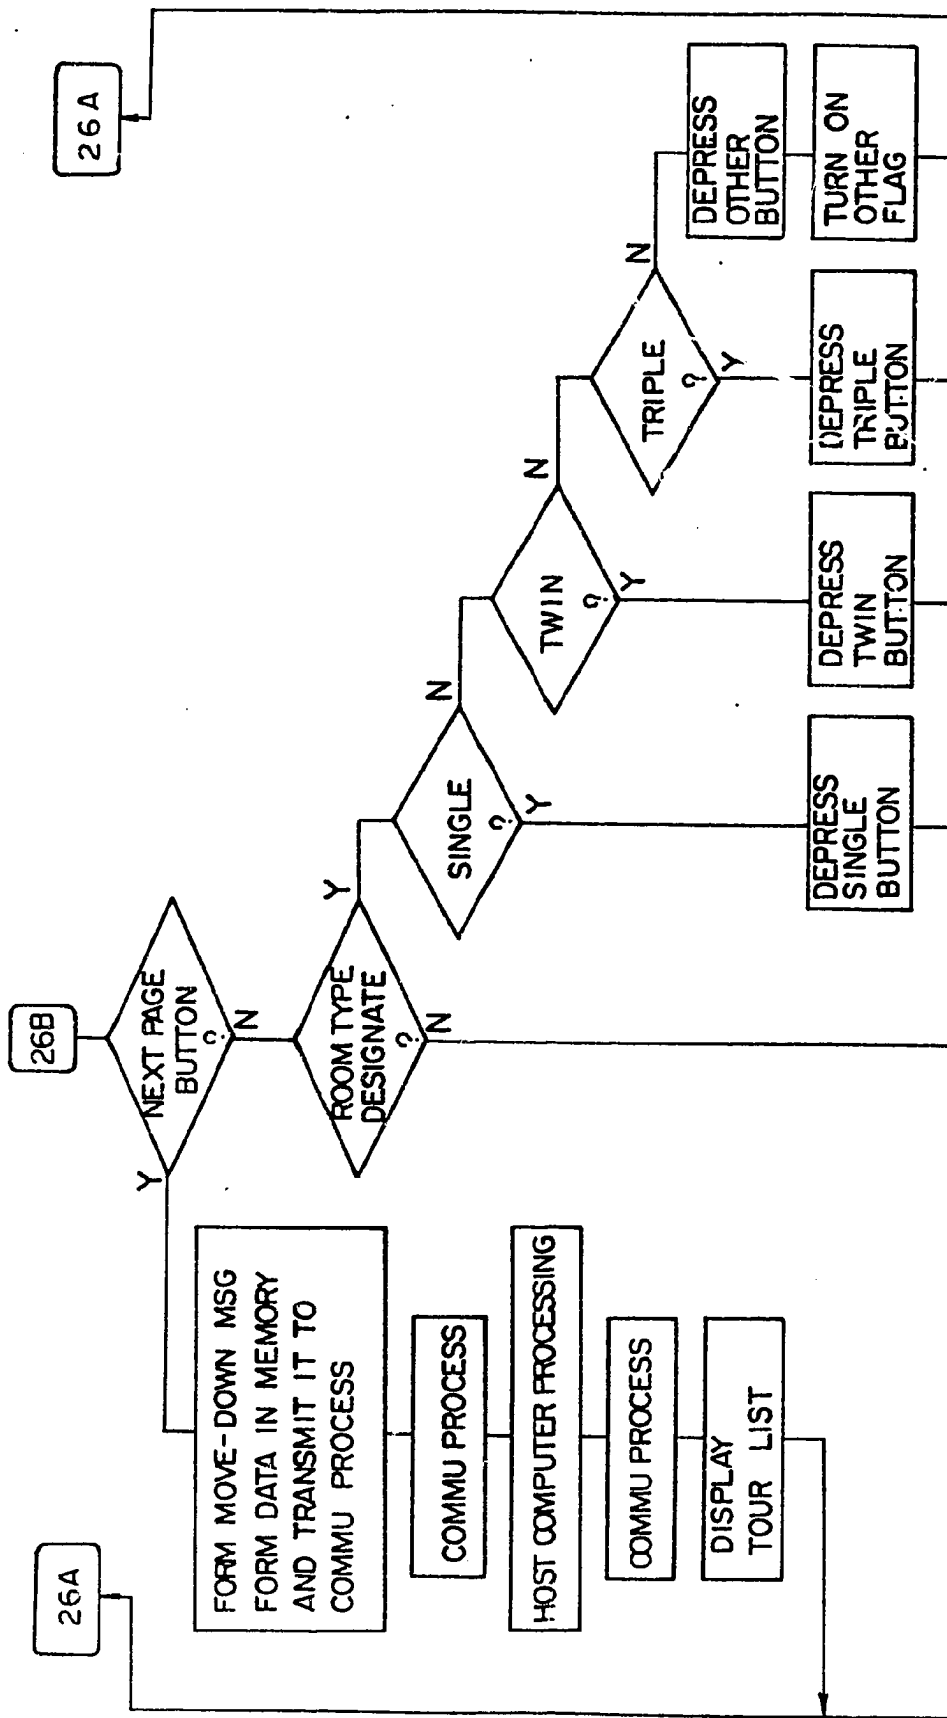 26A
26B
26A
NEXT PAGE
BUTTON
?
Y
N
FORM MOVE-DOWN MSG
FORM DATA IN MEMORY
AND TRANSMIT IT TO
COMMU PROCESS
ROOM TYPE
DESIGNATE
?
Y
N
COMMU PROCESS
SINGLE
?
N
Y
HOST COMPUTER PROCESSING
TWIN
?
N
Y
COMMU PROCESS
TRIPLE
?
N
Y
DISPLAY
TOUR LIST
DEPRESS
OTHER
BUTTON
DEPRESS
SINGLE
BUTTON
DEPRESS
TWIN
BUTTON
DEPRESS
TRIPLE
BUTTON
TURN ON
OTHER
FLAG